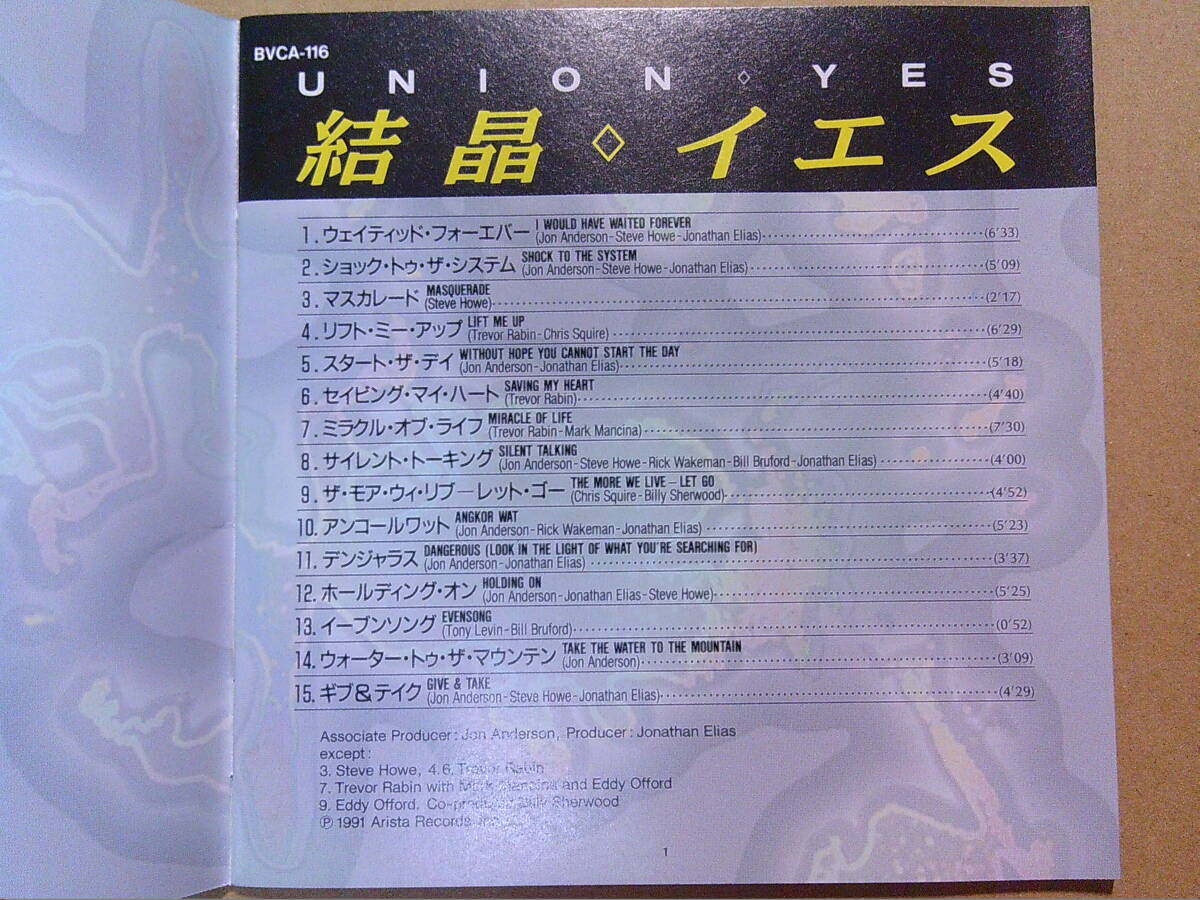 BVCA-116
UNION◇YES
結晶◇イエス
1.ウェイティッド・フォーエバー I WOULD HAVE WAITED FOREVER
(Jon Anderson-Steve Howe-Jonathan Elias)(6'33)
2.ショック・トゥ・ザ・システム SHOCK TO THE SYSTEM
(Jon Anderson-Steve Howe-Jonathan Elias)(5'09)
3.マスカレード MASQUERADE
(Steve Howe)(2'17)
4.リフト・ミー・アップ LIFT ME UP
(Trevor Rabin-Chris Squire)(6'29)
5.スタート・ザ・デイ WITHOUT HOPE YOU CANNOT START THE DAY
(Jon Anderson-Jonathan Elias)(5'18)
6.セイビング・マイ・ハート SAVING MY HEART
(Trevor Rabin)(4'40)
7.ミラクル・オブ・ライフ MIRACLE OF LIFE
(Trevor Rabin-Mark Mancina)(7'30)
8.サイレント・トーキング SILENT TALKING
(Jon Anderson-Steve Howe-Rick Wakeman-Bill Bruford-Jonathan Elias)(4'00)
9.ザ・モア・ウィ・リブ―レット・ゴー THE MORE WE LIVE – LET GO
(Chris Squire-Billy Sherwood)(4'52)
10.アンコールワット ANGKOR WAT
(Jon Anderson-Rick Wakeman-Jonathan Elias)(5'23)
11.デンジャラス DANGEROUS (LOOK IN THE LIGHT OF WHAT YOU'RE SEARCHING FOR)
(Jon Anderson-Jonathan Elias)(3'37)
12.ホールディング・オン HOLDING ON
(Jon Anderson-Jonathan Elias-Steve Howe)(5'25)
13.イーブンソング EVENSONG
(Tony Levin-Bill Bruford)(0'52)
14.ウォーター・トゥ・ザ・マウンテン TAKE THE WATER TO THE MOUNTAIN
(Jon Anderson)(3'09)
15.ギブ&テイク GIVE & TAKE
(Jon Anderson-Steve Howe-Jonathan Elias)(4'29)
Associate Producer : Jon Anderson, Producer : Jonathan Elias
except :
3. Steve Howe, 4.6. Trevor Rabin
7. Trevor Rabin with Mark Mancina and Eddy Offord
9. Eddy Offord. Billy Sherwood
Ⓟ 1991 Arista Records,
1